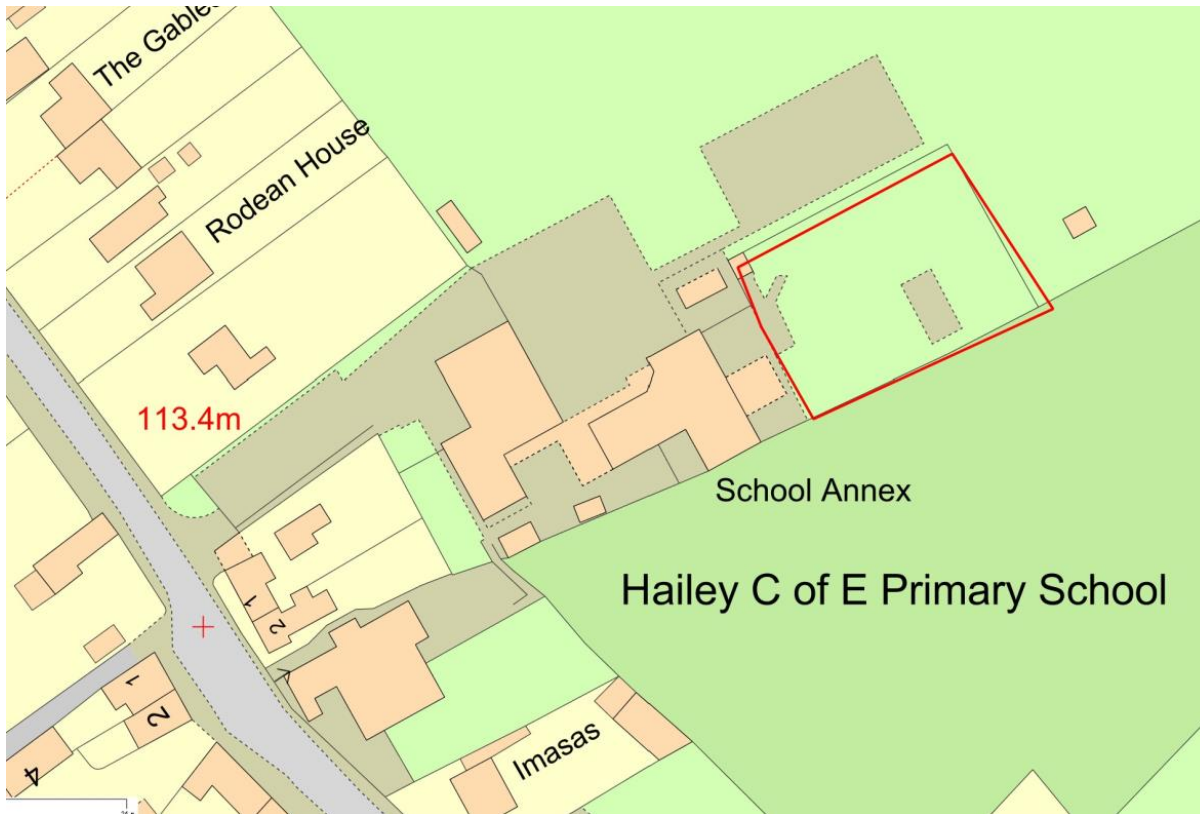 The Gables
Rodean House
113.4m
School Annex
Hailey C of E Primary School
1
2
1
2
4
Imasas